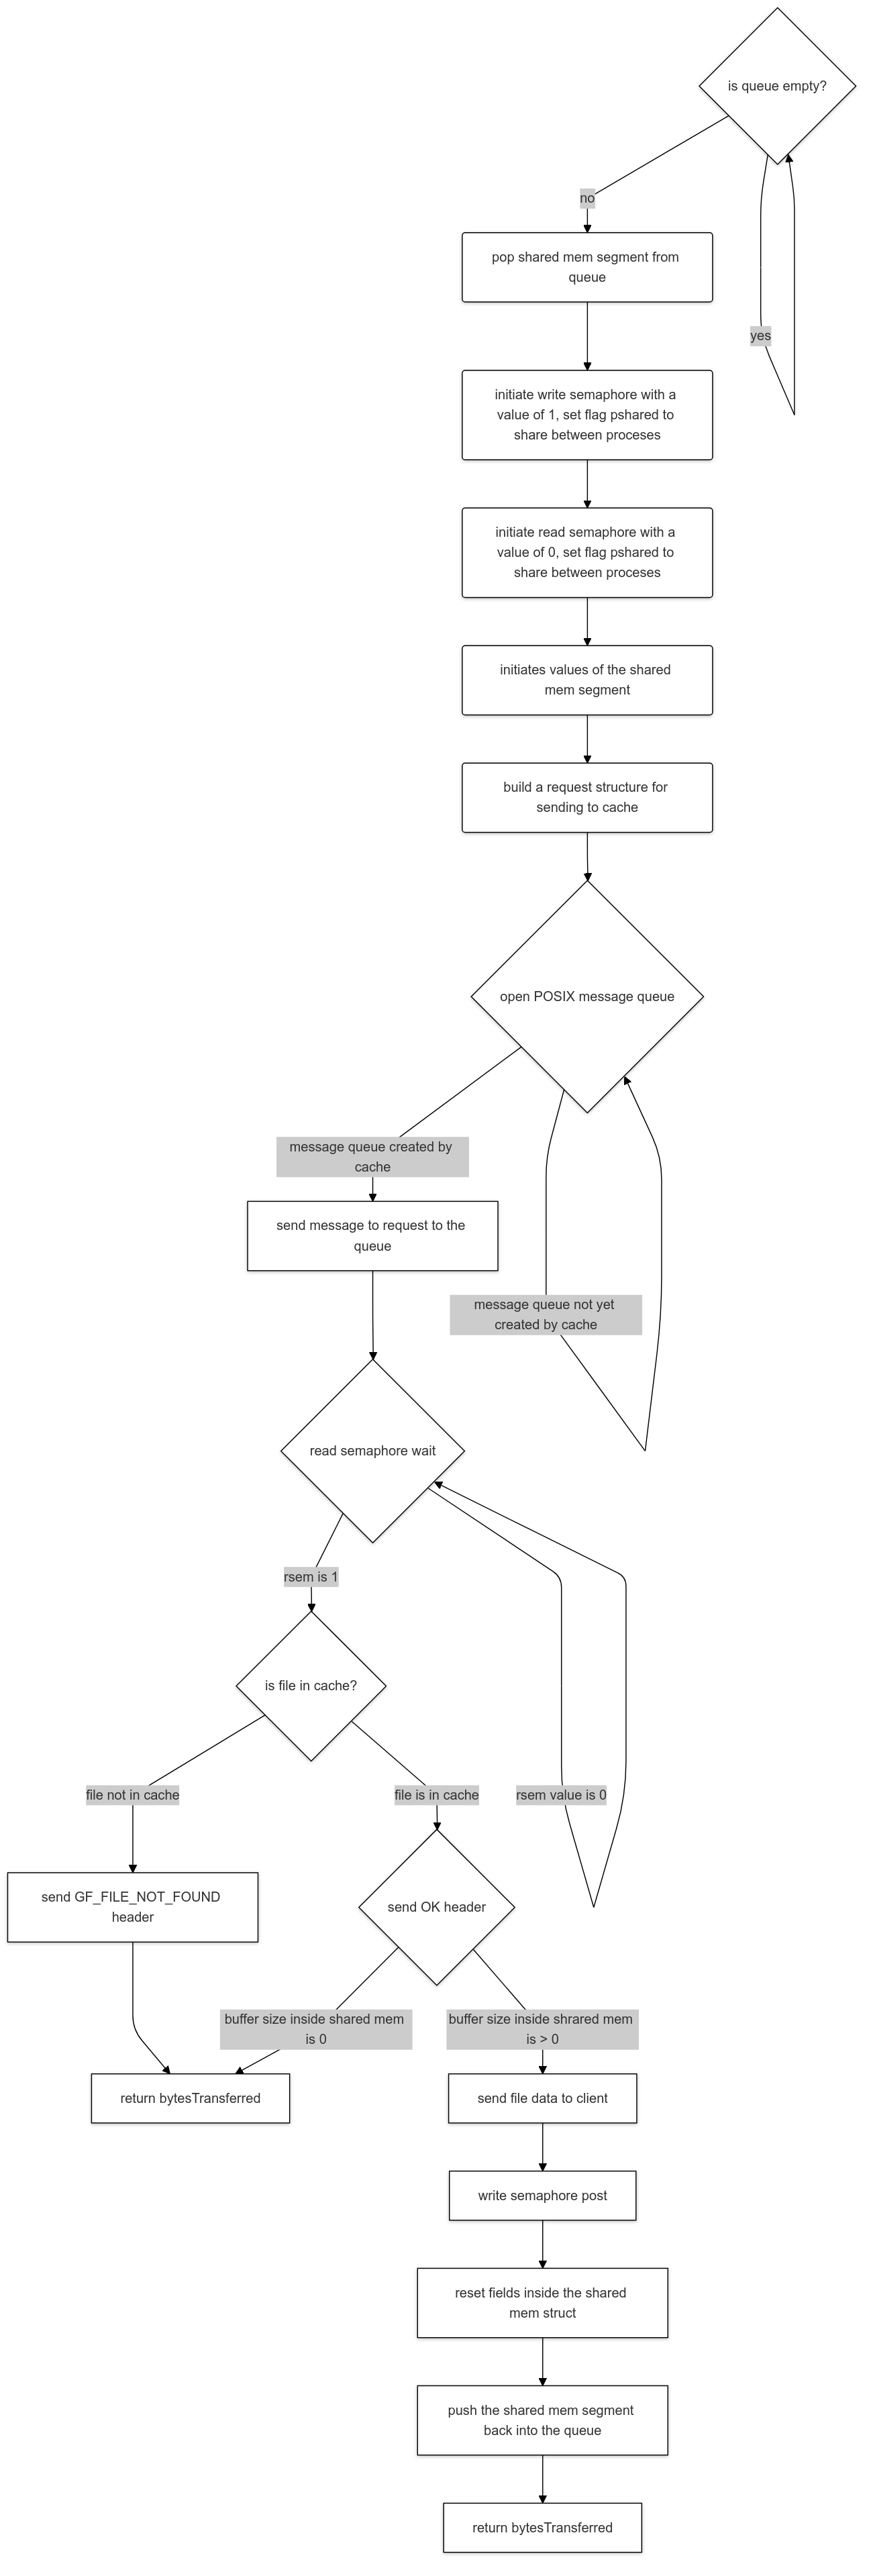 is queue empty?
no
pop shared mem segment from
queue
yes
initiate write semaphore with a
value of 1, set flag pshared to
share between proceses
initiate read semaphore with a
value of 0, set flag pshared to
share between proceses
initiates values of the shared
mem segment
build a request structure for
sending to cache
open POSIX message queue
message queue created by
cache
send message to request to the
queue
message queue not yet
created by cache
read semaphore wait
rsem is 1
is file in cache?
file not in cache
file is in cache
rsem value is 0
send GF_FILE_NOT_FOUND
header
send OK header
buffer size inside shared mem
is 0
buffer size inside shrared mem
is > 0
return bytesTransferred
send file data to client
write semaphore post
reset fields inside the shared
mem struct
push the shared mem segment
back into the queue
return bytesTransferred